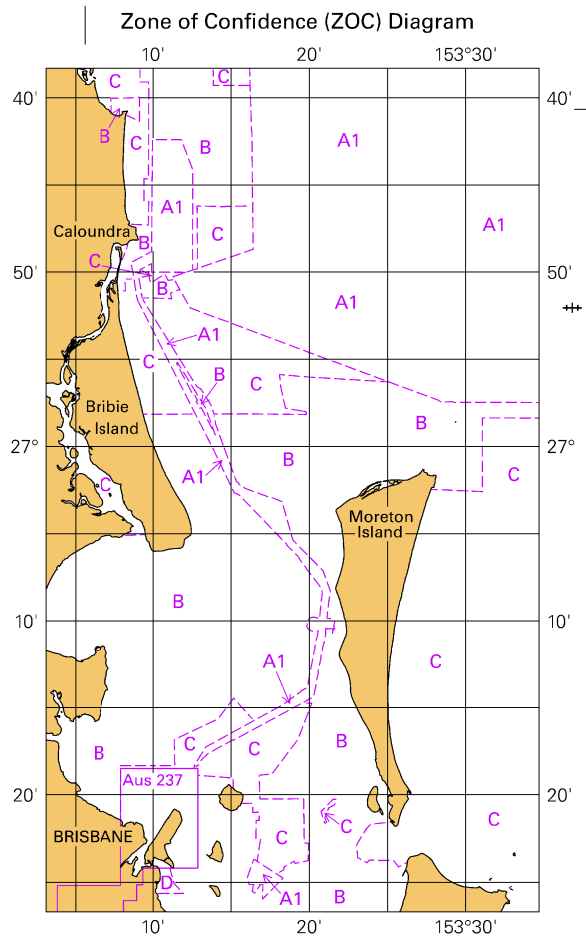 Zone of Confidence (ZOC) Diagram
10' 20' 153°30'
C C
40' 40'
B C B A1
A1 C A1
Caloundra B
C
50' B A1 50'
A1
C B C
Bribie
Island B
27° B 27°
A1 C
C
Moreton
Island
B
10' 10'
A1 C
B C C B
Aus 237
20' 20'
C
BRISBANE C C
D
A1 B
10' 20' 153°30'